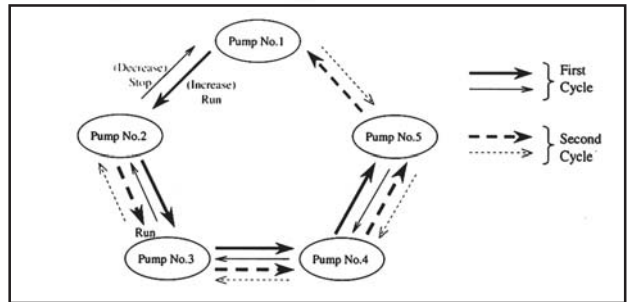 Pump No.1
(Decrease)
Stop
(Increase)
Run
Pump No.2
Pump No.5
First
Cycle
Second
Cycle
Run
Pump No.3
Pump No.4